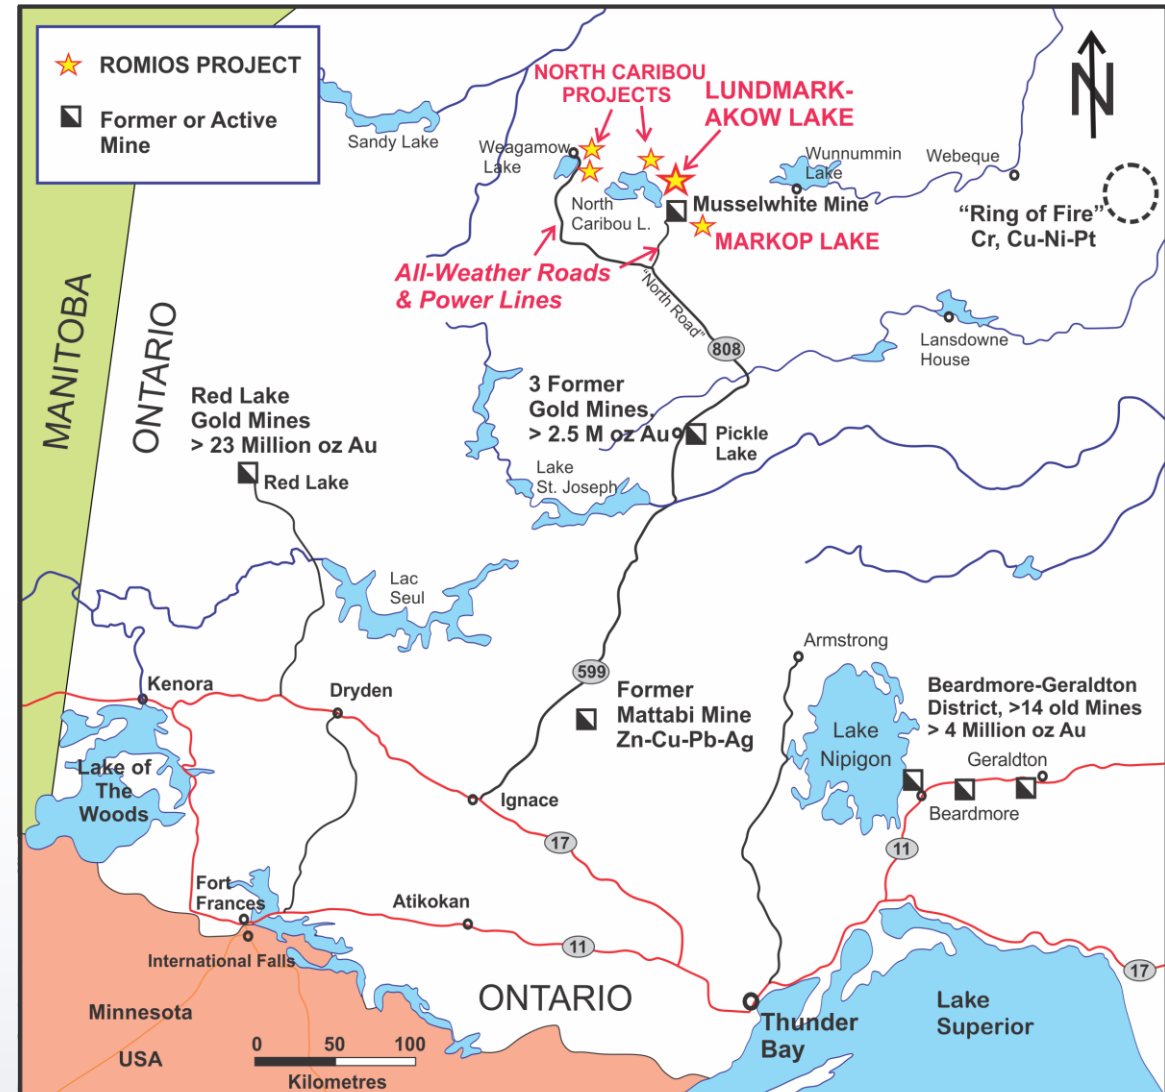 ROMIOS PROJECT
Former or Active
Mine
NORTH CARIBOU
PROJECTS
LUNDMARK-
AKOW LAKE
N
Sandy Lake
Weagamow
Lake
Wunnummin
Lake
Webeque
North
Caribou L.
Musselwhite Mine
MARKOP LAKE
"Ring of Fire"
Cr, Cu-Ni-Pt
All-Weather Roads
& Power Lines
"North Road"
MANITOBA
ONTARIO
808
Lansdowne
House
Red Lake
Gold Mines
> 23 Million oz Au
Red Lake
3 Former
Gold Mines.
> 2.5 M oz Au
Pickle
Lake
Lake
St. Joseph
Lac
Seul
Armstrong
599
Kenora
Dryden
Former
Mattabi Mine
Zn-Cu-Pb-Ag
Beardmore-Geraldton
District, >14 old Mines
> 4 Million oz Au
Lake
Nipigon
Geraldton
Beardmore
Lake of
The
Woods
Ignace
17
11
Fort
Frances
Atikokan
11
International Falls
17
ONTARIO
Minnesota
USA
Thunder
Bay
Lake
Superior
0 50 100
Kilometres